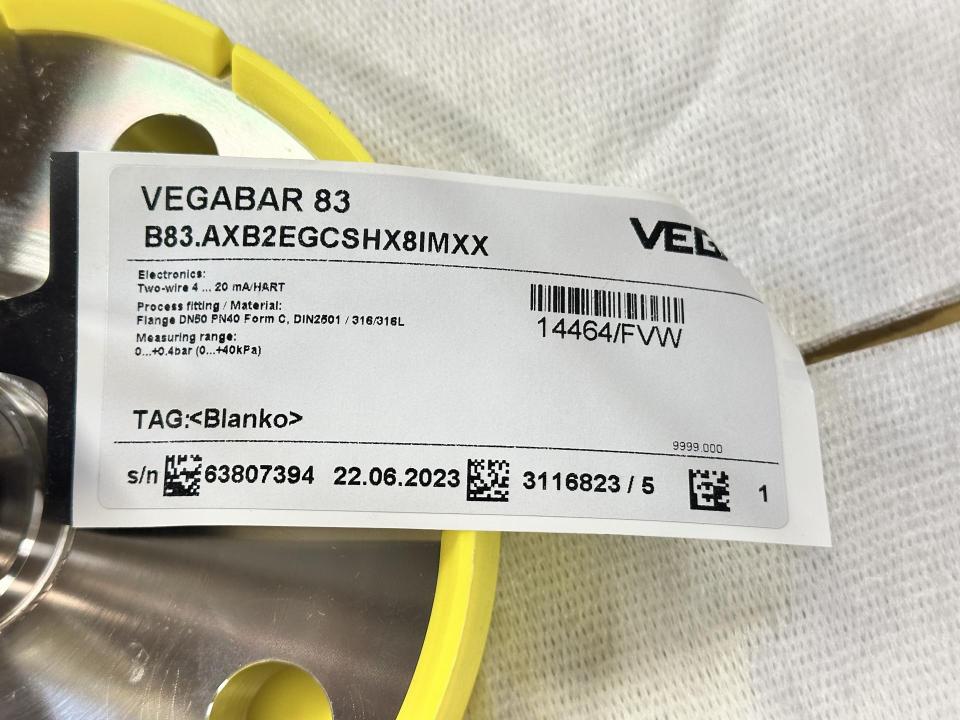 VEGABAR 83
B83.AXB2EGCSHX8IMXX
Electronics:
Two-wire 4 ... 20 mA/HART
Process fitting / Material:
Flange DN50 PN40 Form C, DIN2501 / 316/316L
Measuring range:
0...+0.4bar (0...+40kPa)
VEG
14464/FVW
TAG:<Blanko>
9999.000
s/n 63807394 22.06.2023 3116823 / 5 1